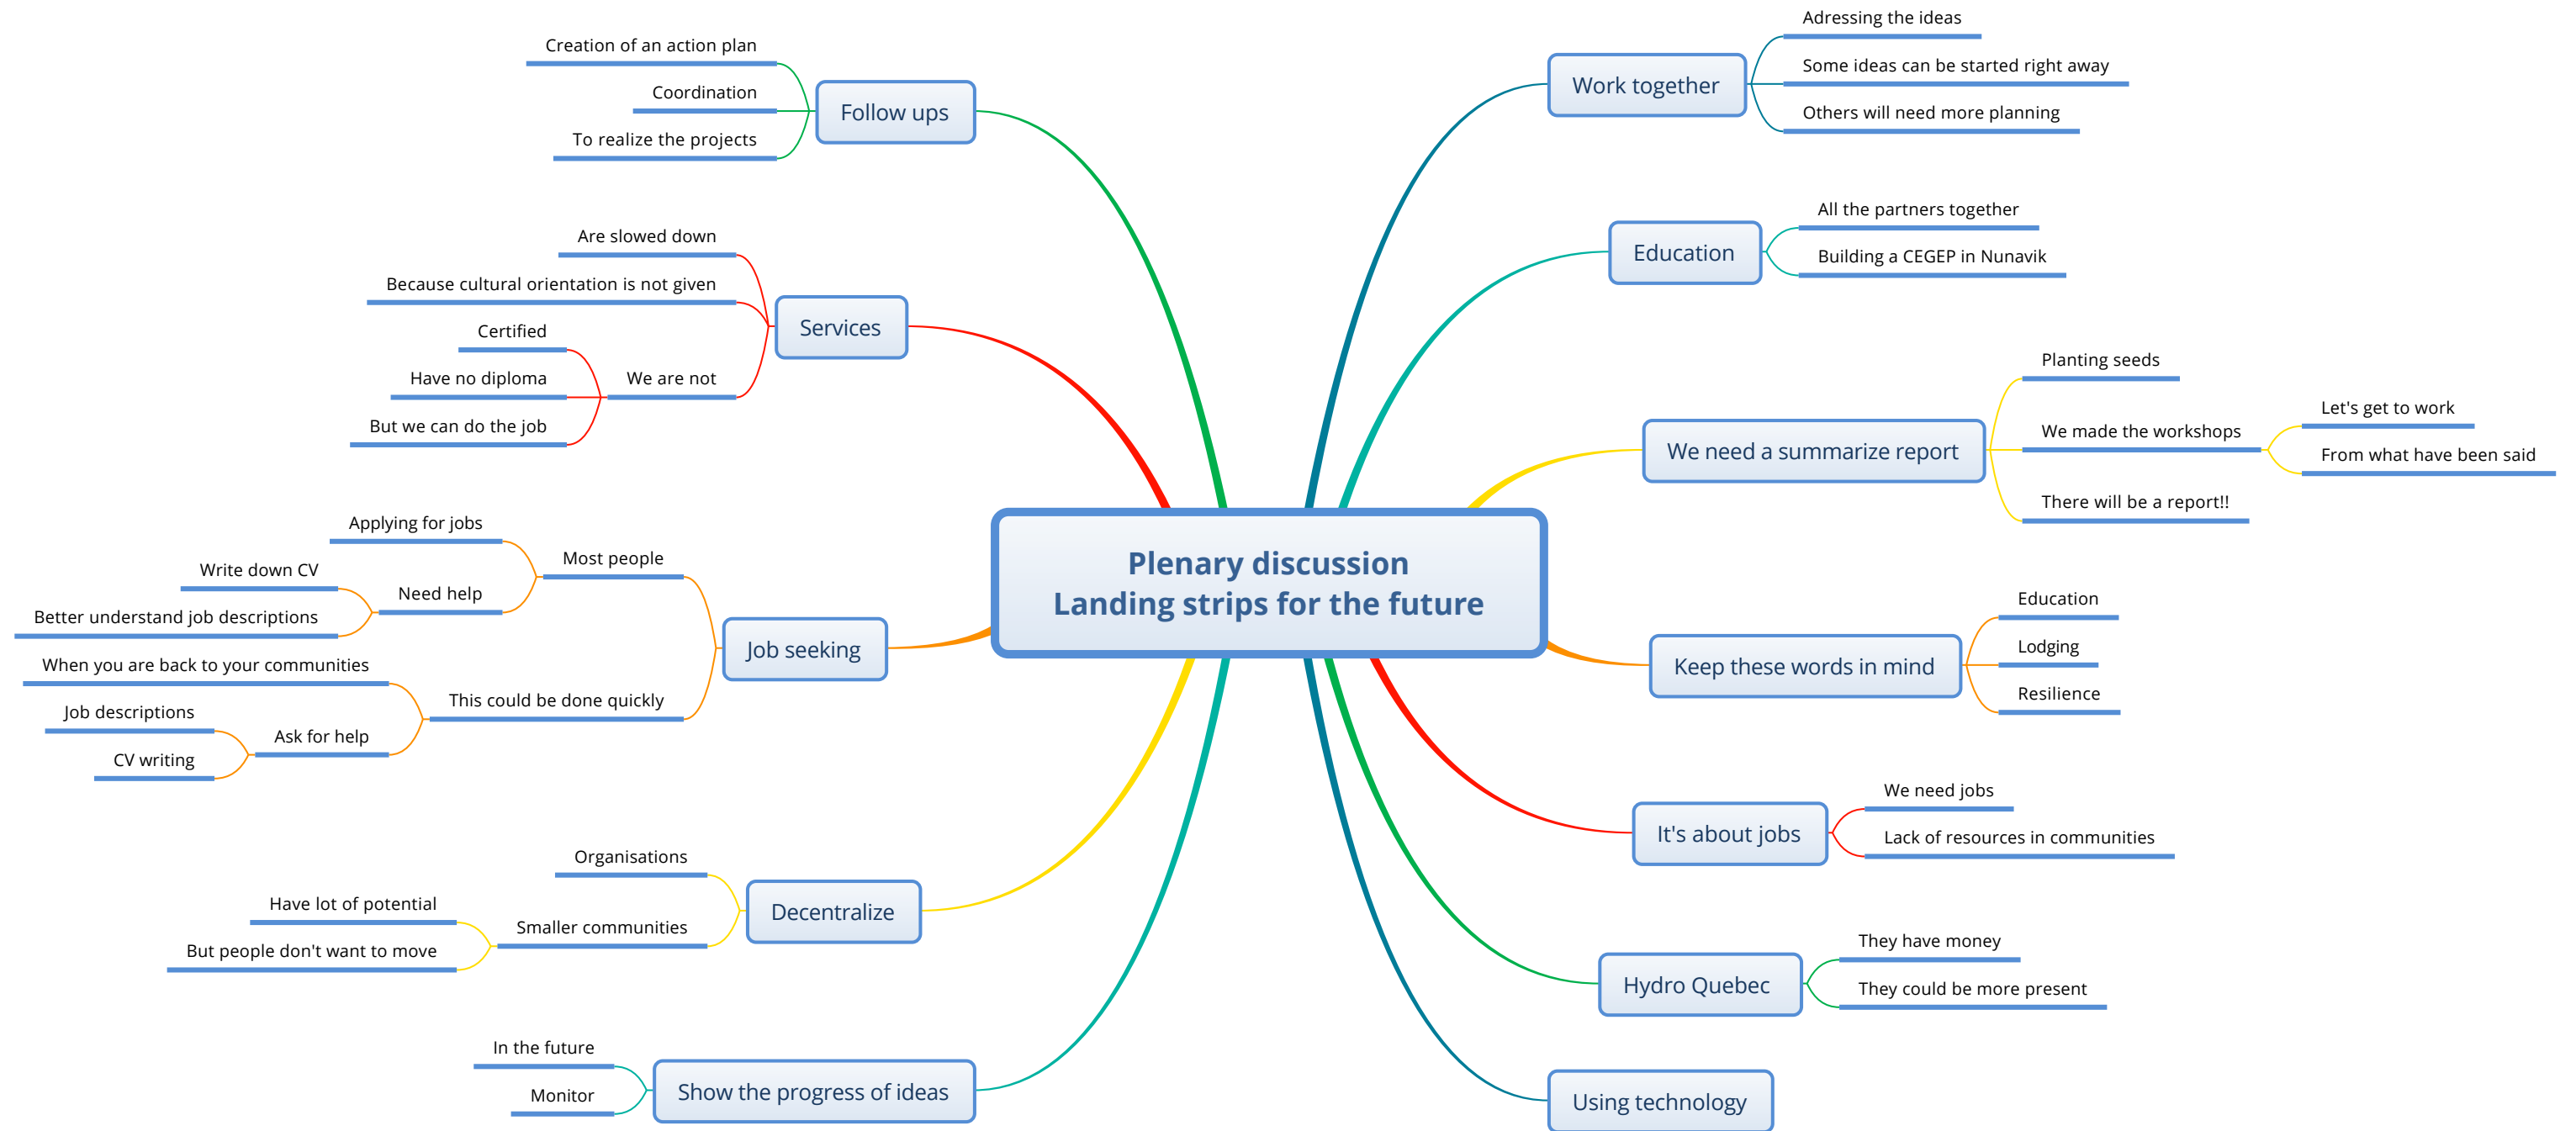 Plenary discussion
Landing strips for the future
Work together
Adressing the ideas
Some ideas can be started right away
Others will need more planning
Education
All the partners together
Building a CEGEP in Nunavik
We need a summarize report
Planting seeds
We made the workshops
Let's get to work
From what have been said
There will be a report!!
Keep these words in mind
Education
Lodging
Resilience
It's about jobs
We need jobs
Lack of resources in communities
Hydro Quebec
They have money
They could be more present
Using technology
Follow ups
Creation of an action plan
Coordination
To realize the projects
Services
Are slowed down
Because cultural orientation is not given
We are not
Certified
Have no diploma
But we can do the job
Job seeking
Most people
Applying for jobs
Need help
Write down CV
Better understand job descriptions
This could be done quickly
When you are back to your communities
Ask for help
Job descriptions
CV writing
Decentralize
Organisations
Smaller communities
Have lot of potential
But people don't want to move
Show the progress of ideas
In the future
Monitor